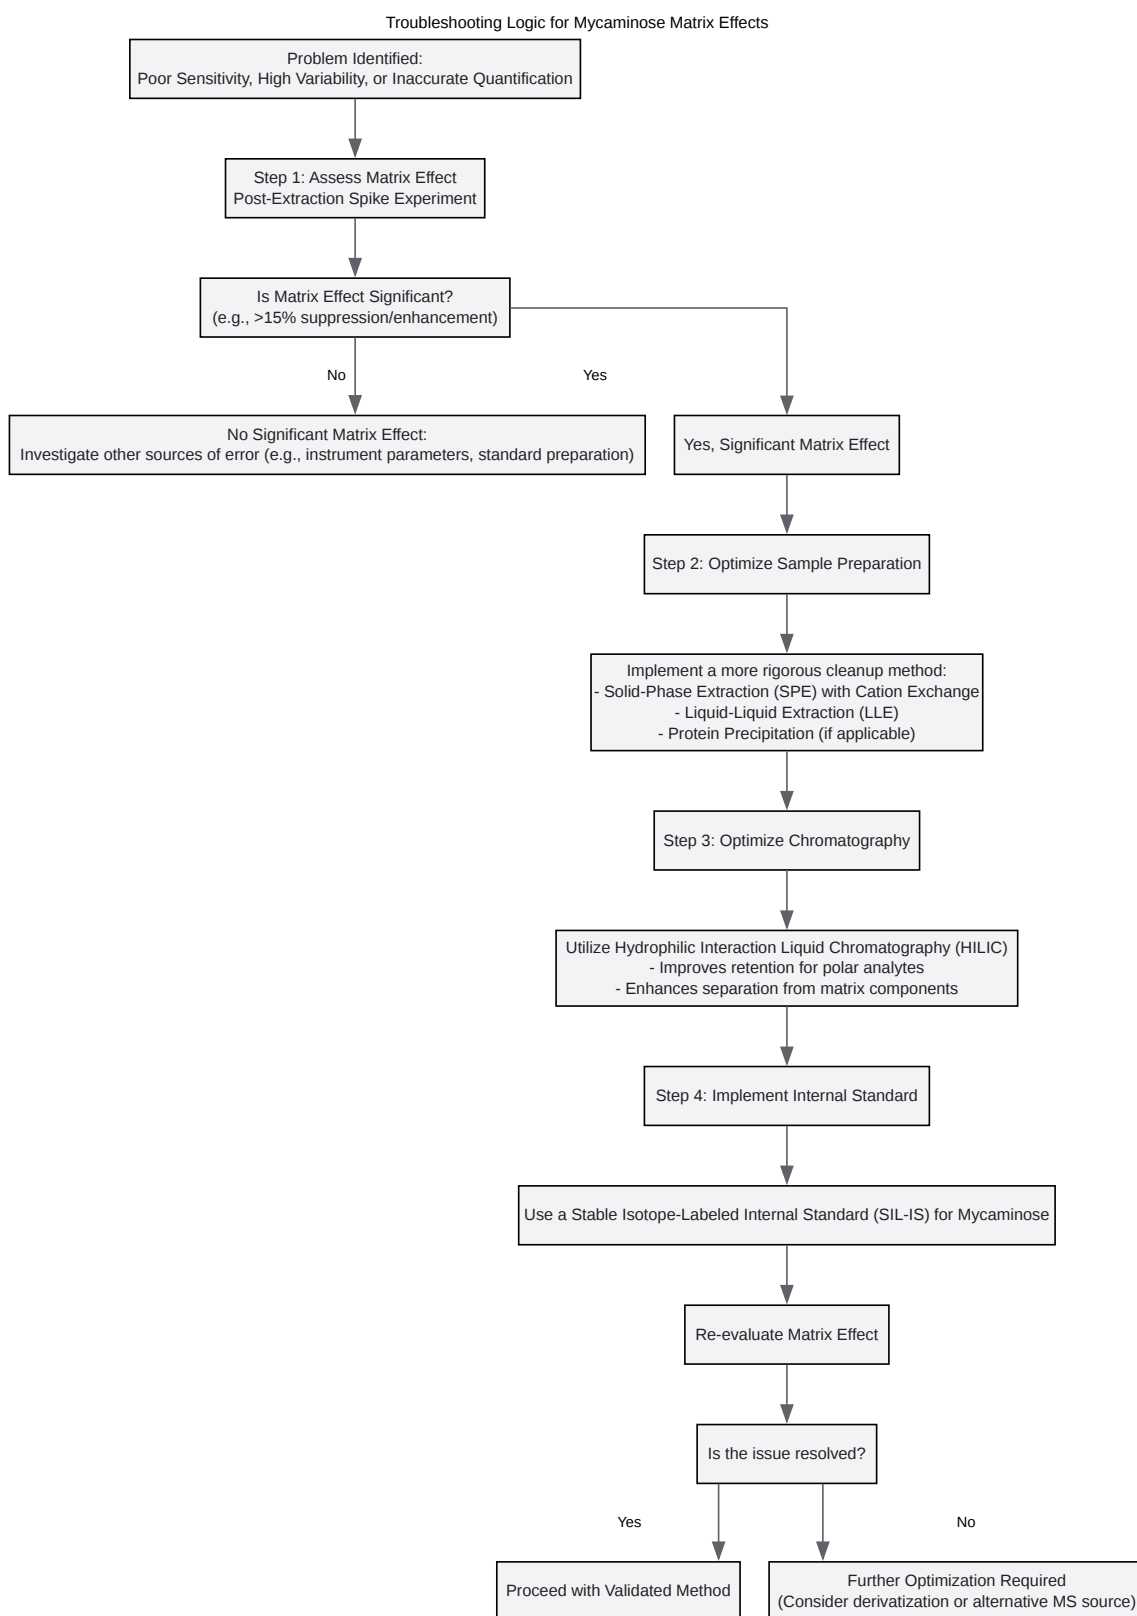 Troubleshooting Logic for Mycaminose Matrix Effects
Problem Identified:
Poor Sensitivity, High Variability, or Inaccurate Quantification
Step 1: Assess Matrix Effect
Post-Extraction Spike Experiment
Is Matrix Effect Significant?
(e.g., >15% suppression/enhancement)
No
Yes
No Significant Matrix Effect:
Investigate other sources of error (e.g., instrument parameters, standard preparation)
Yes, Significant Matrix Effect
Step 2: Optimize Sample Preparation
Implement a more rigorous cleanup method:
- Solid-Phase Extraction (SPE) with Cation Exchange
- Liquid-Liquid Extraction (LLE)
- Protein Precipitation (if applicable)
Step 3: Optimize Chromatography
Utilize Hydrophilic Interaction Liquid Chromatography (HILIC)
- Improves retention for polar analytes
- Enhances separation from matrix components
Step 4: Implement Internal Standard
Use a Stable Isotope-Labeled Internal Standard (SIL-IS) for Mycaminose
Re-evaluate Matrix Effect
Is the issue resolved?
Yes
No
Proceed with Validated Method
Further Optimization Required
(Consider derivatization or alternative MS source)